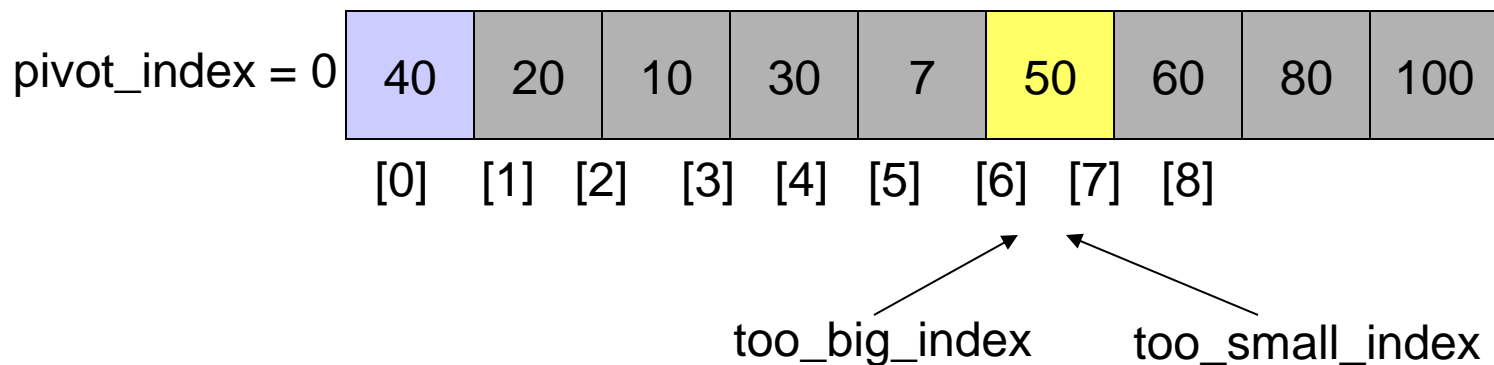 pivot_index = 0 40 20 10 30 7 50 60 80 100
[0] [1] [2] [3] [4] [5] [6] [7] [8]
too_big_index too_small_index